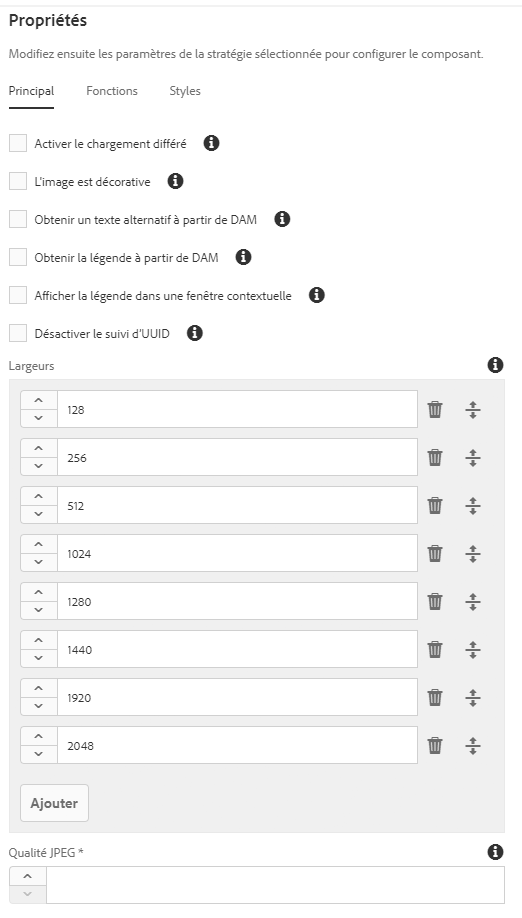 Propriétés
Modifiez ensuite les paramètres de la stratégie sélectionnée pour configurer le composant.
Principal Fonctions Styles
Activer le chargement différé
L'image est décorative
Obtenir un texte alternatif à partir de DAM
Obtenir la légende à partir de DAM
Afficher la légende dans une fenêtre contextuelle
Désactiver le suivi d'UUID
Largeurs
128
256
512
1024
1280
1440
1920
2048
Ajouter
Qualité JPEG *